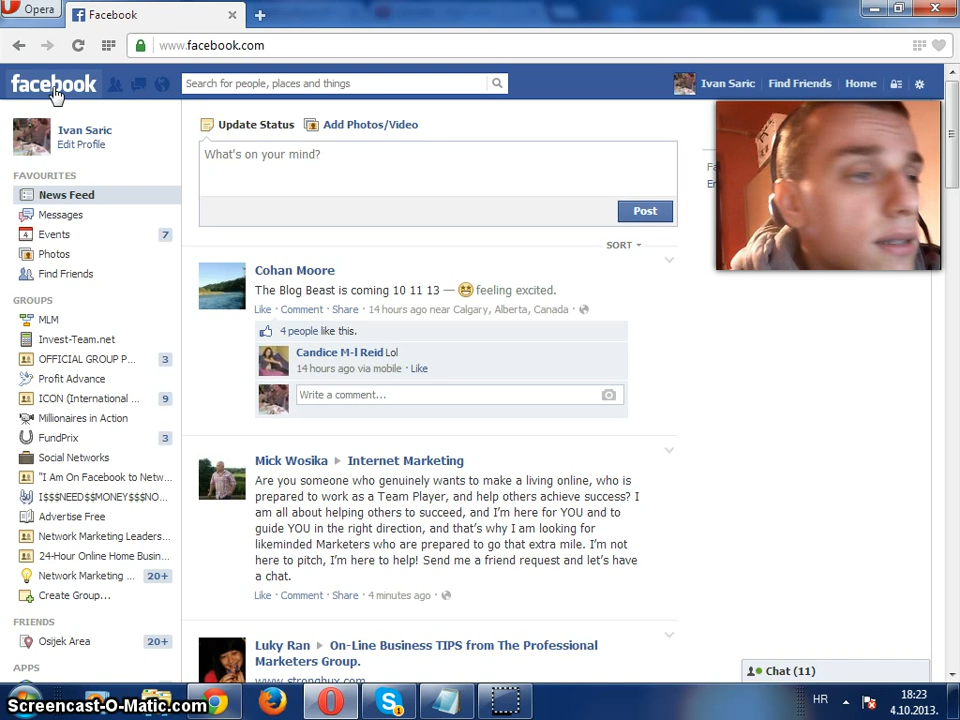 Opera
Facebook
www.facebook.com
facebook
Search for people, places and things
Ivan Saric
Find Friends
Home
Ivan Saric
Edit Profile
FAVOURITES
News Feed
Messages
Events 7
Photos
Find Friends
GROUPS
MLM
Invest-Team.net
OFFICIAL GROUP P... 3
Profit Advance
ICON (International ... 9
Millionaires in Action
FundPrix 3
Social Networks
"I Am On Facebook to Netw...
I$$$NEED$$MONEY$$$NO...
Advertise Free
Network Marketing Leaders...
24-Hour Online Home Busin...
Network Marketing ... 20+
Create Group...
FRIENDS
Osijek Area 20+
APPS
Update Status
Add Photos/Video
What's on your mind?
Post
SORT
Cohan Moore
The Blog Beast is coming 10 11 13 — feeling excited.
Like · Comment · Share · 14 hours ago near Calgary, Alberta, Canada ·
4 people like this.
Candice M-l Reid Lol
14 hours ago via mobile · Like
Write a comment...
Mick Wosika Internet Marketing
Are you someone who genuinely wants to make a living online, who is
prepared to work as a Team Player, and help others achieve success? I
am all about helping others to succeed, and I'm here for YOU and to
guide YOU in the right direction, and that's why I am looking for
likeminded Marketers who are prepared to go that extra mile. I'm not
here to pitch, I'm here to help! Send me a friend request and let's have
a chat.
Like · Comment · Share · 4 minutes ago ·
Luky Ran On-Line Business TIPS from The Professional
Marketers Group.
Chat (11)
Screencast-O-Matic.com
HR
18:23
4.10.2013.